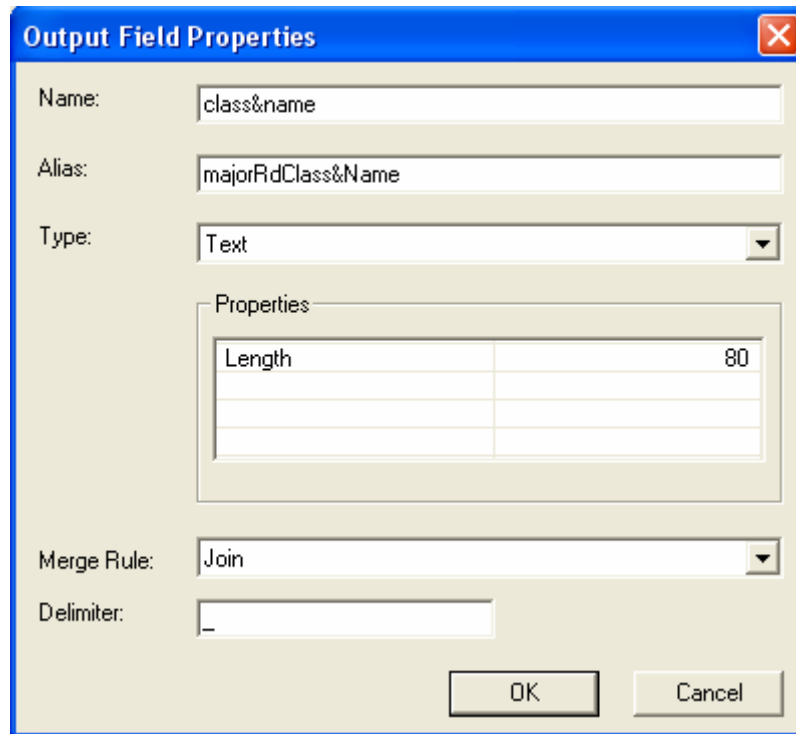 Output Field Properties
Name:
class&name
Alias:
majorRdClass&Name
Type:
Text
Properties
Length 80
Merge Rule:
Join
Delimiter:
_
OK Cancel